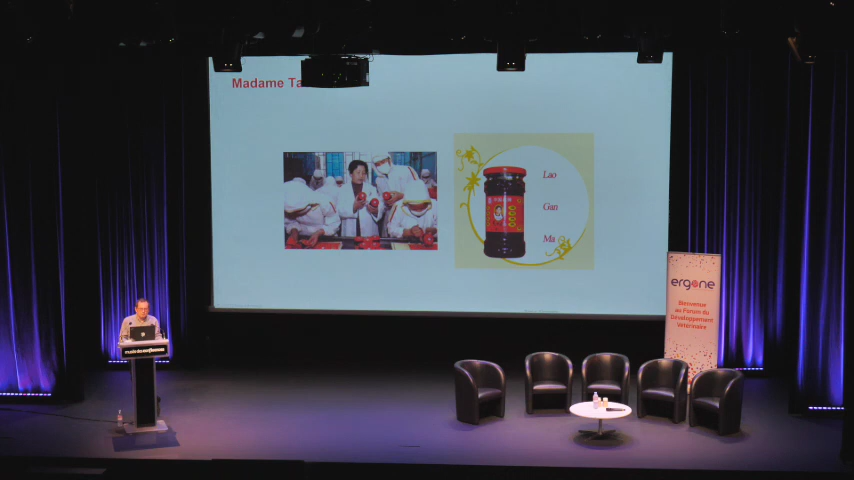 Madame Ta
Lao
Gan
Ma
ergone
Bienvenue
au Forum du
Développement
Vétérinaire